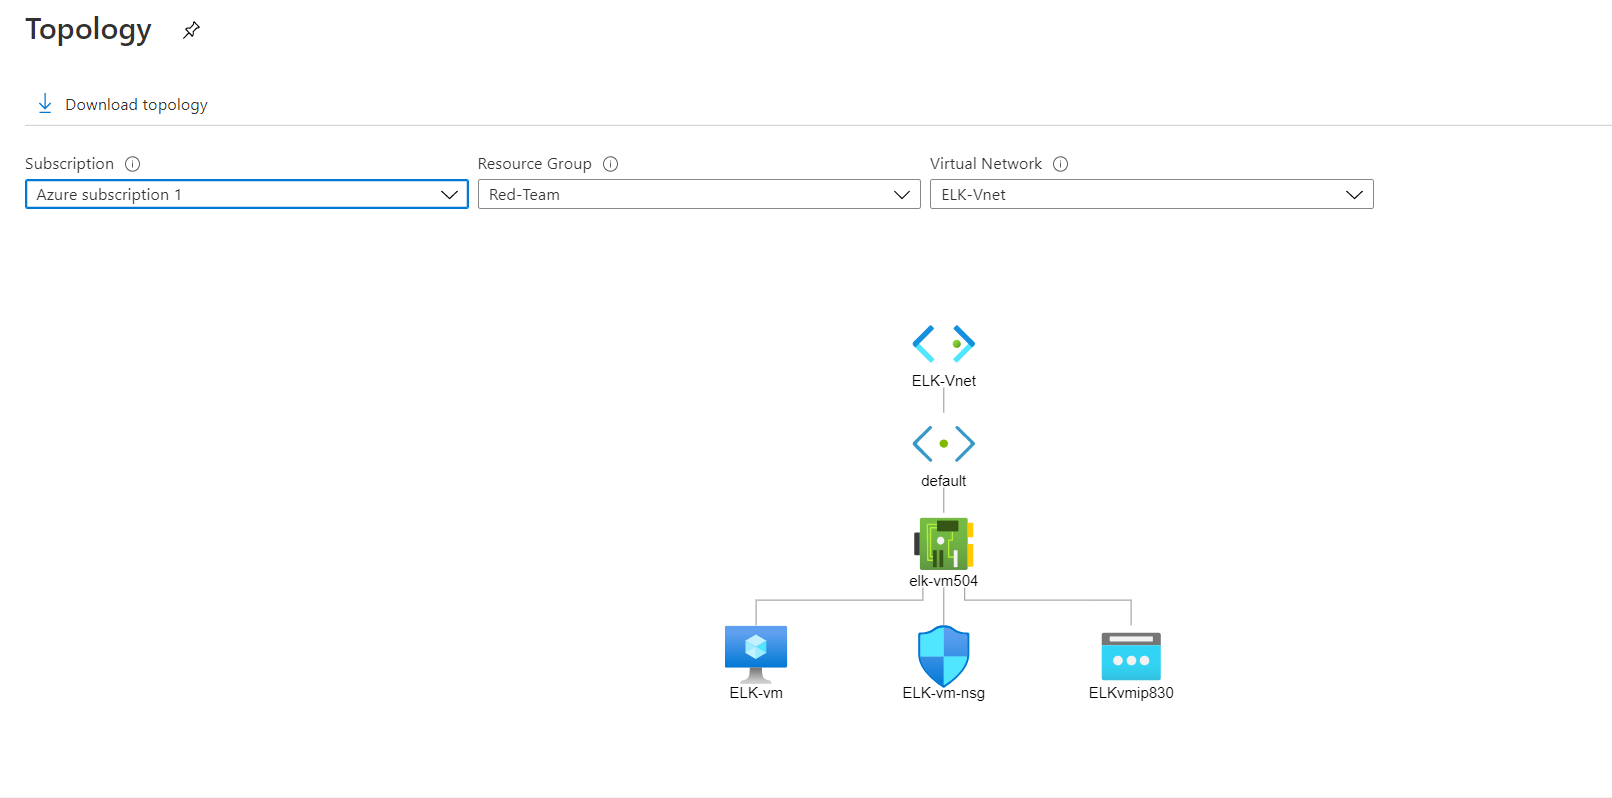 Topology
Download topology
Subscription
Resource Group
Virtual Network
Azure subscription 1
Red-Team
ELK-Vnet
ELK-Vnet
default
elk-vm504
ELK-vm
ELK-vm-nsg
ELKvmip830